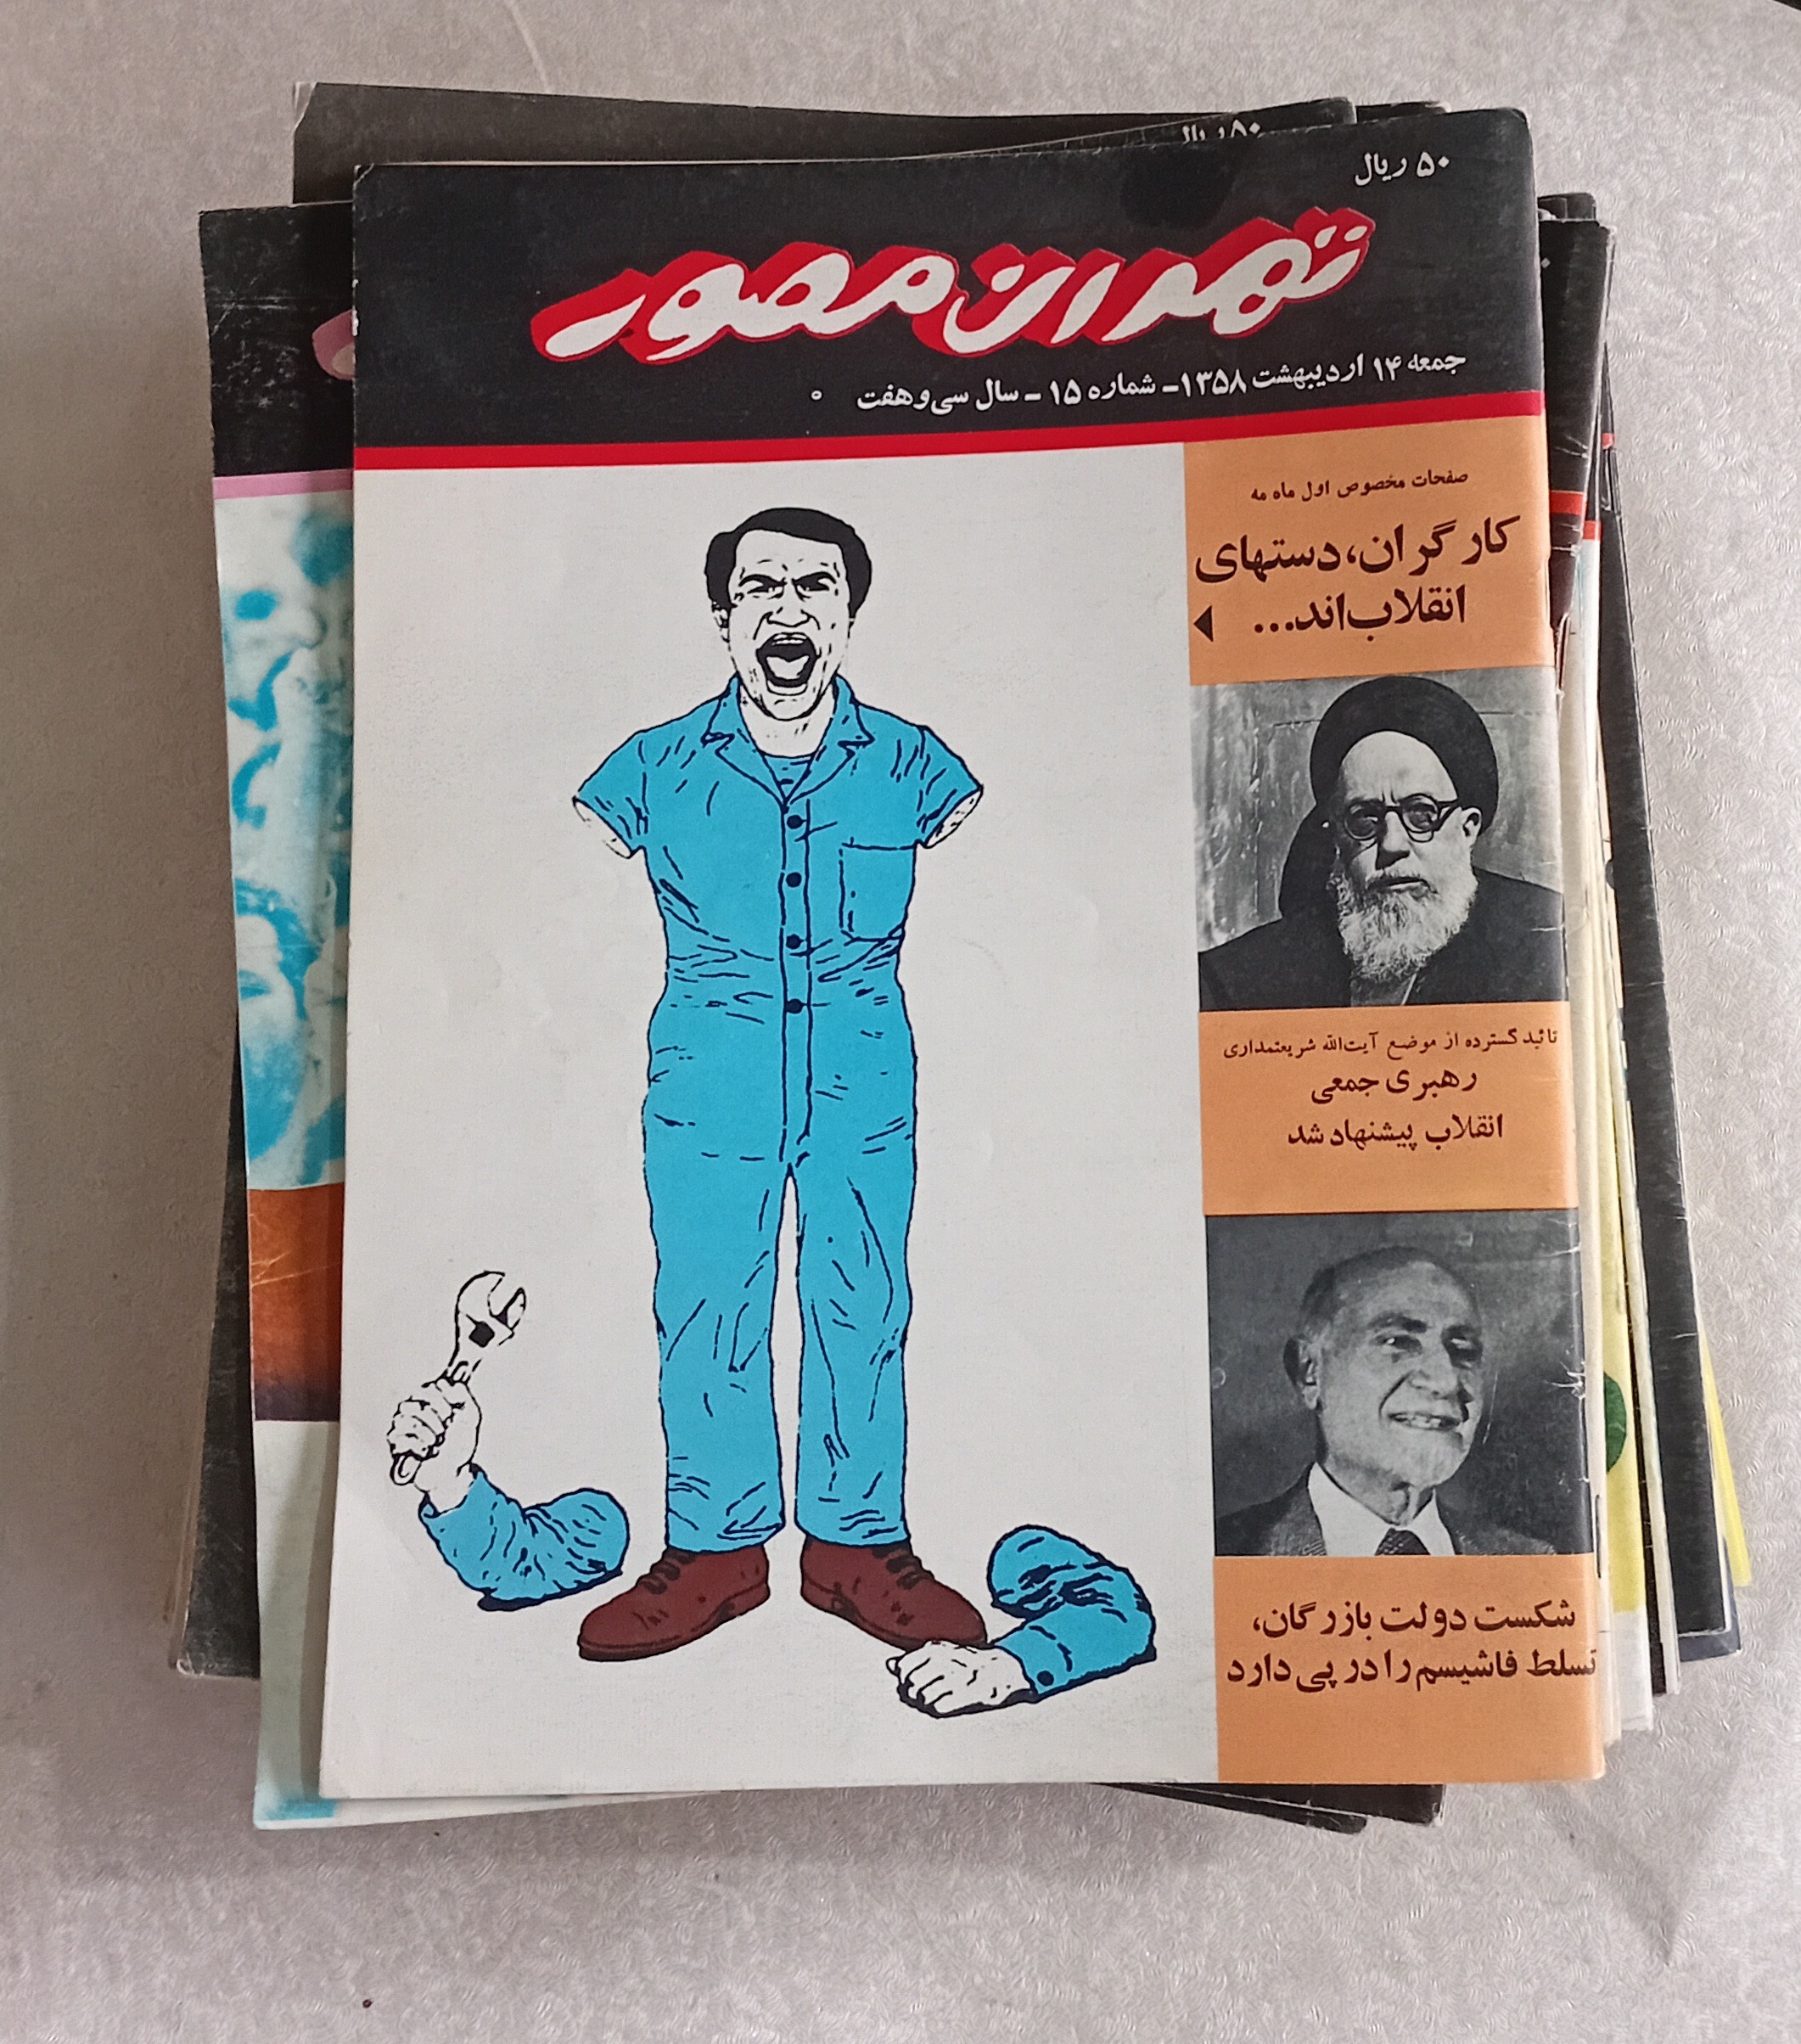 ۸۰ ریال
۵۰ ریال
تهران مصور
جمعه ۱۴ اردیبهشت ۱۳۵۸- شماره ۱۵ - سال سی و هفت
صفحات مخصوص اول ماه مه
کارگران، دستهای
انقلاب‌اند...
تائید گسترده از موضع آیت‌الله شریعتمداری
رهبری جمعی
انقلاب پیشنهاد شد
شکست دولت بازرگان،
تسلط فاشیسم را در پی دارد